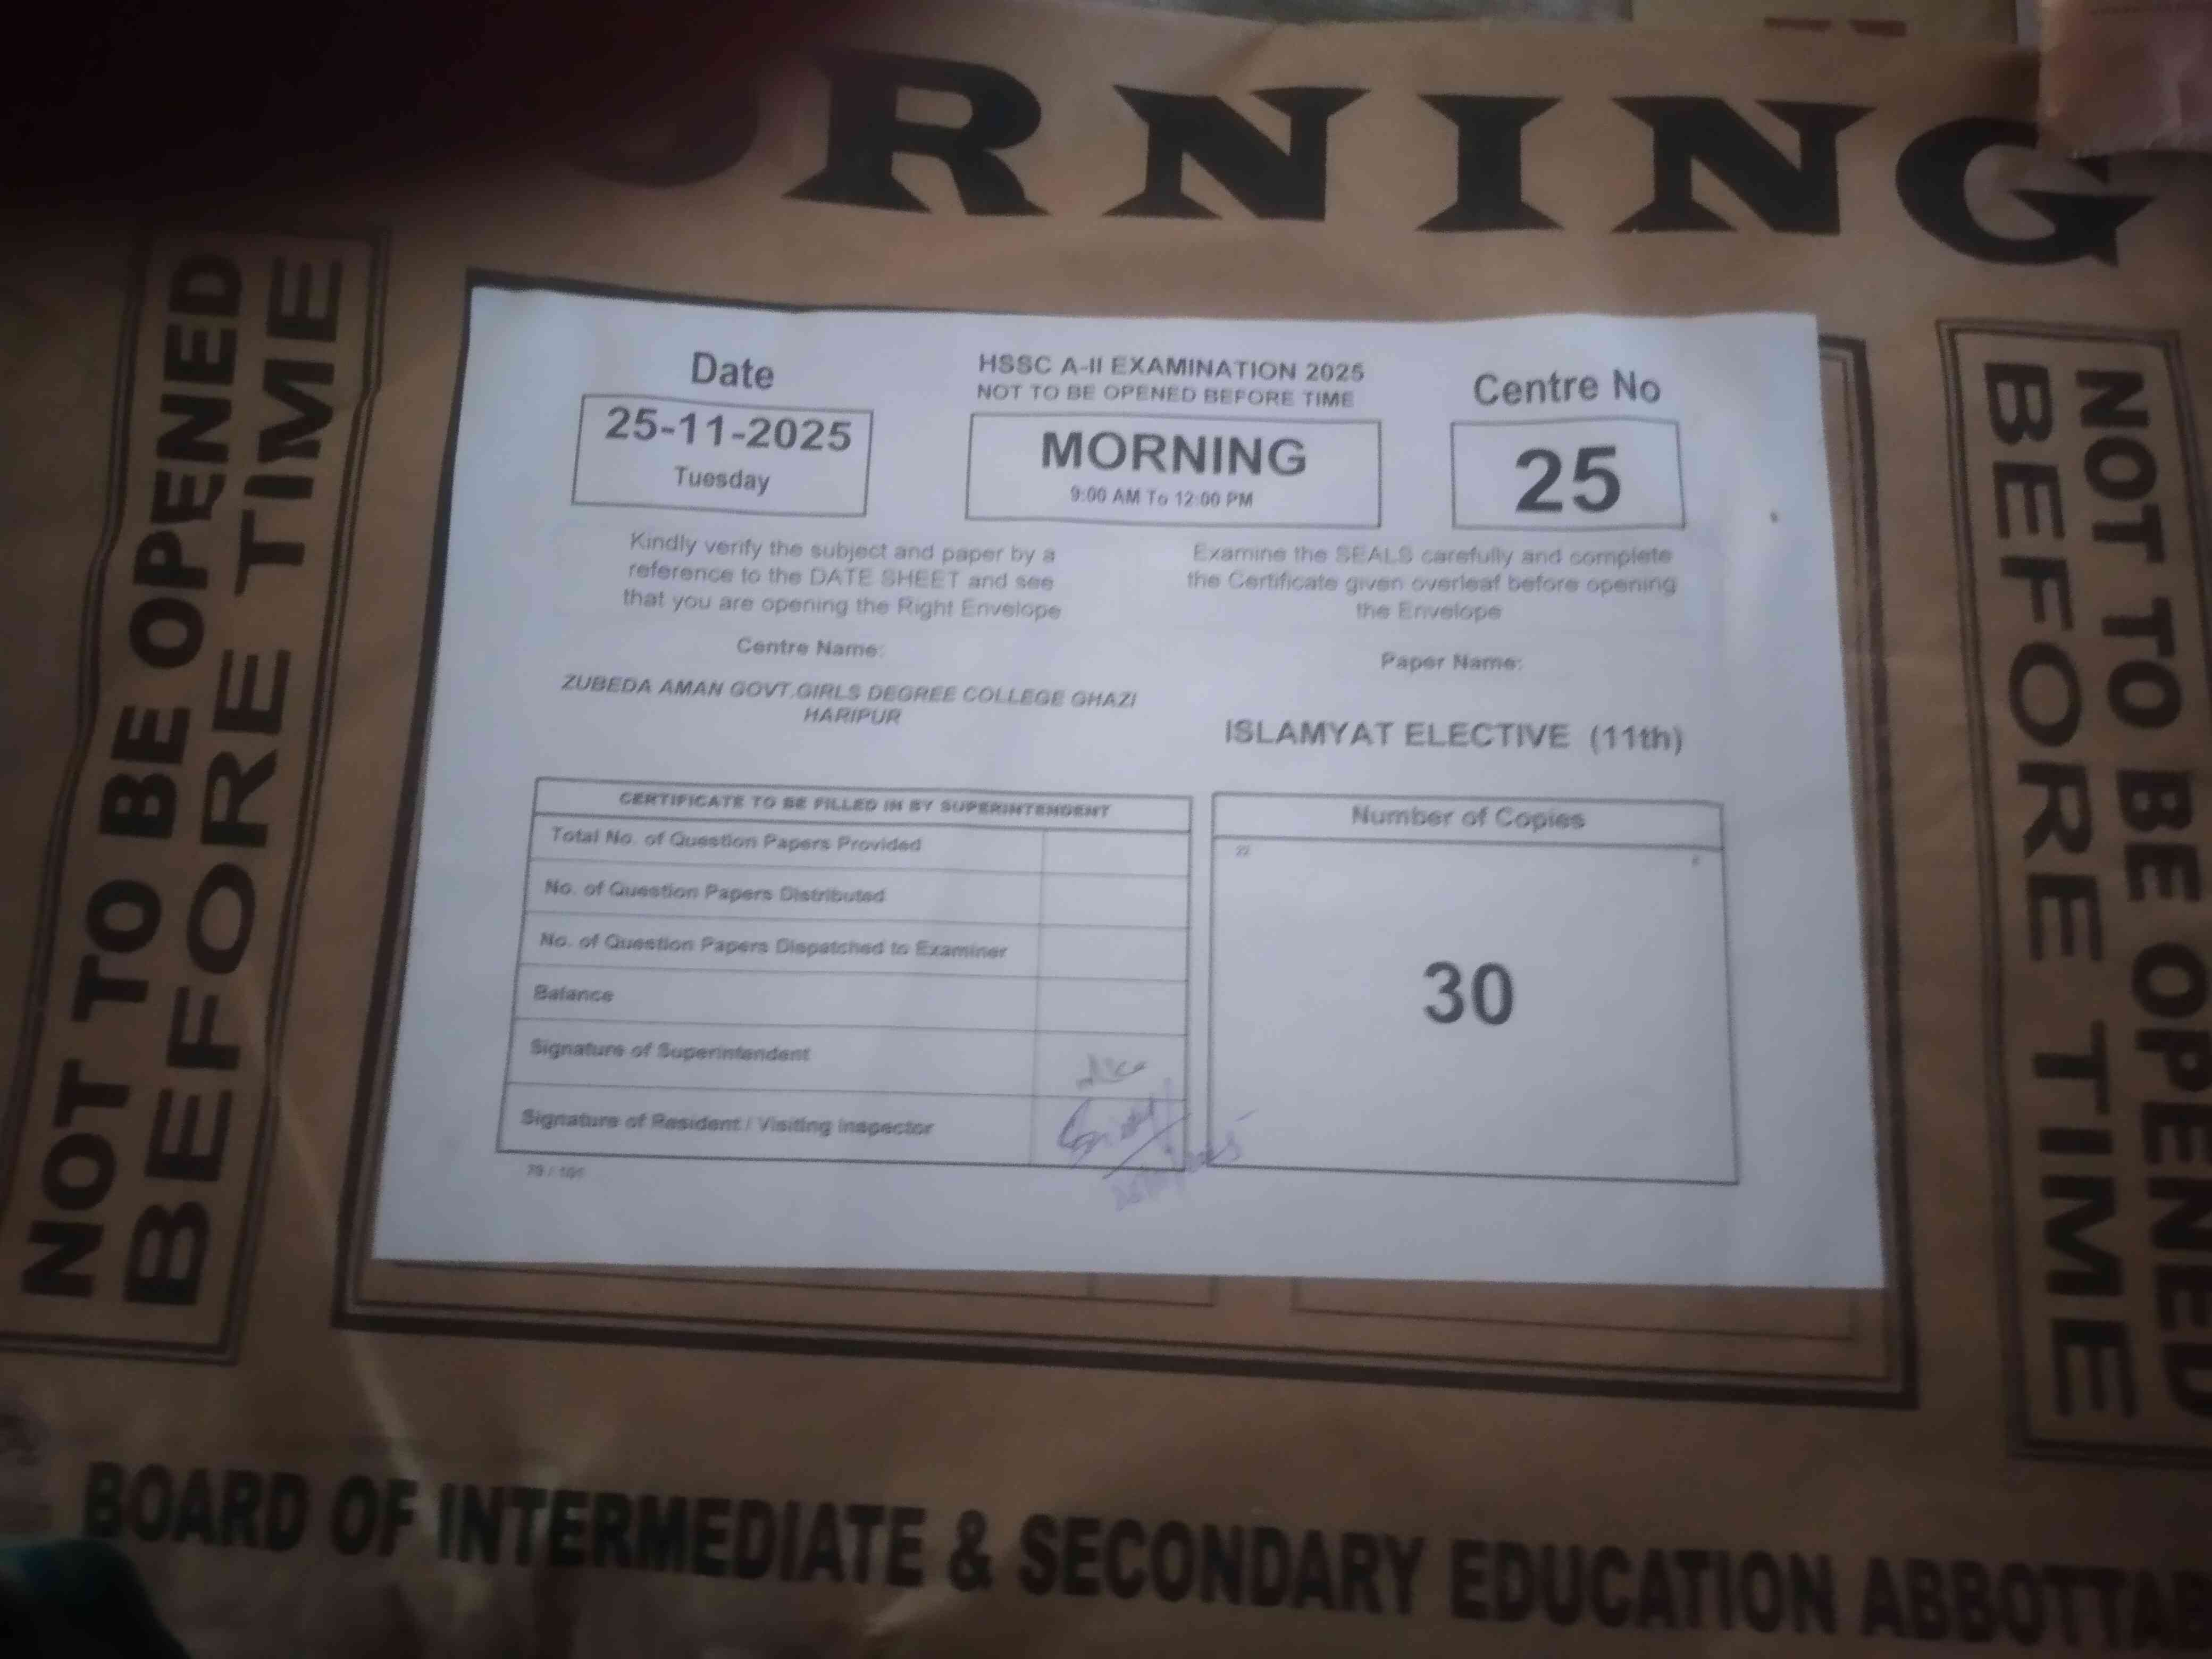 RNING
NOT TO BE OPENED
BEFORE TIME
Date
25-11-2025
Tuesday
HSSC A-II EXAMINATION 2025
NOT TO BE OPENED BEFORE TIME
MORNING
9:00 AM To 12:00 PM
Centre No
25
Kindly verify the subject and paper by a
reference to the DATE SHEET and see
that you are opening the Right Envelope
Examine the SEALS carefully and complete
the Certificate given overleaf before opening
the Envelope
Centre Name:
ZUBEDA AMAN GOVT.GIRLS DEGREE COLLEGE GHAZI
HARIPUR
Paper Name:
ISLAMYAT ELECTIVE (11th)
CERTIFICATE TO BE FILLED IN BY SUPERINTENDENT
Total No. of Question Papers Provided
No. of Question Papers Distributed
No. of Question Papers Dispatched to Examiner
Balance
Signature of Superintendent
Signature of Resident / Visiting Inspector
Number of Copies
22
30
NOT TO BE OPENED
BEFORE TIME
BOARD OF INTERMEDIATE & SECONDARY EDUCATION ABBOTTAB